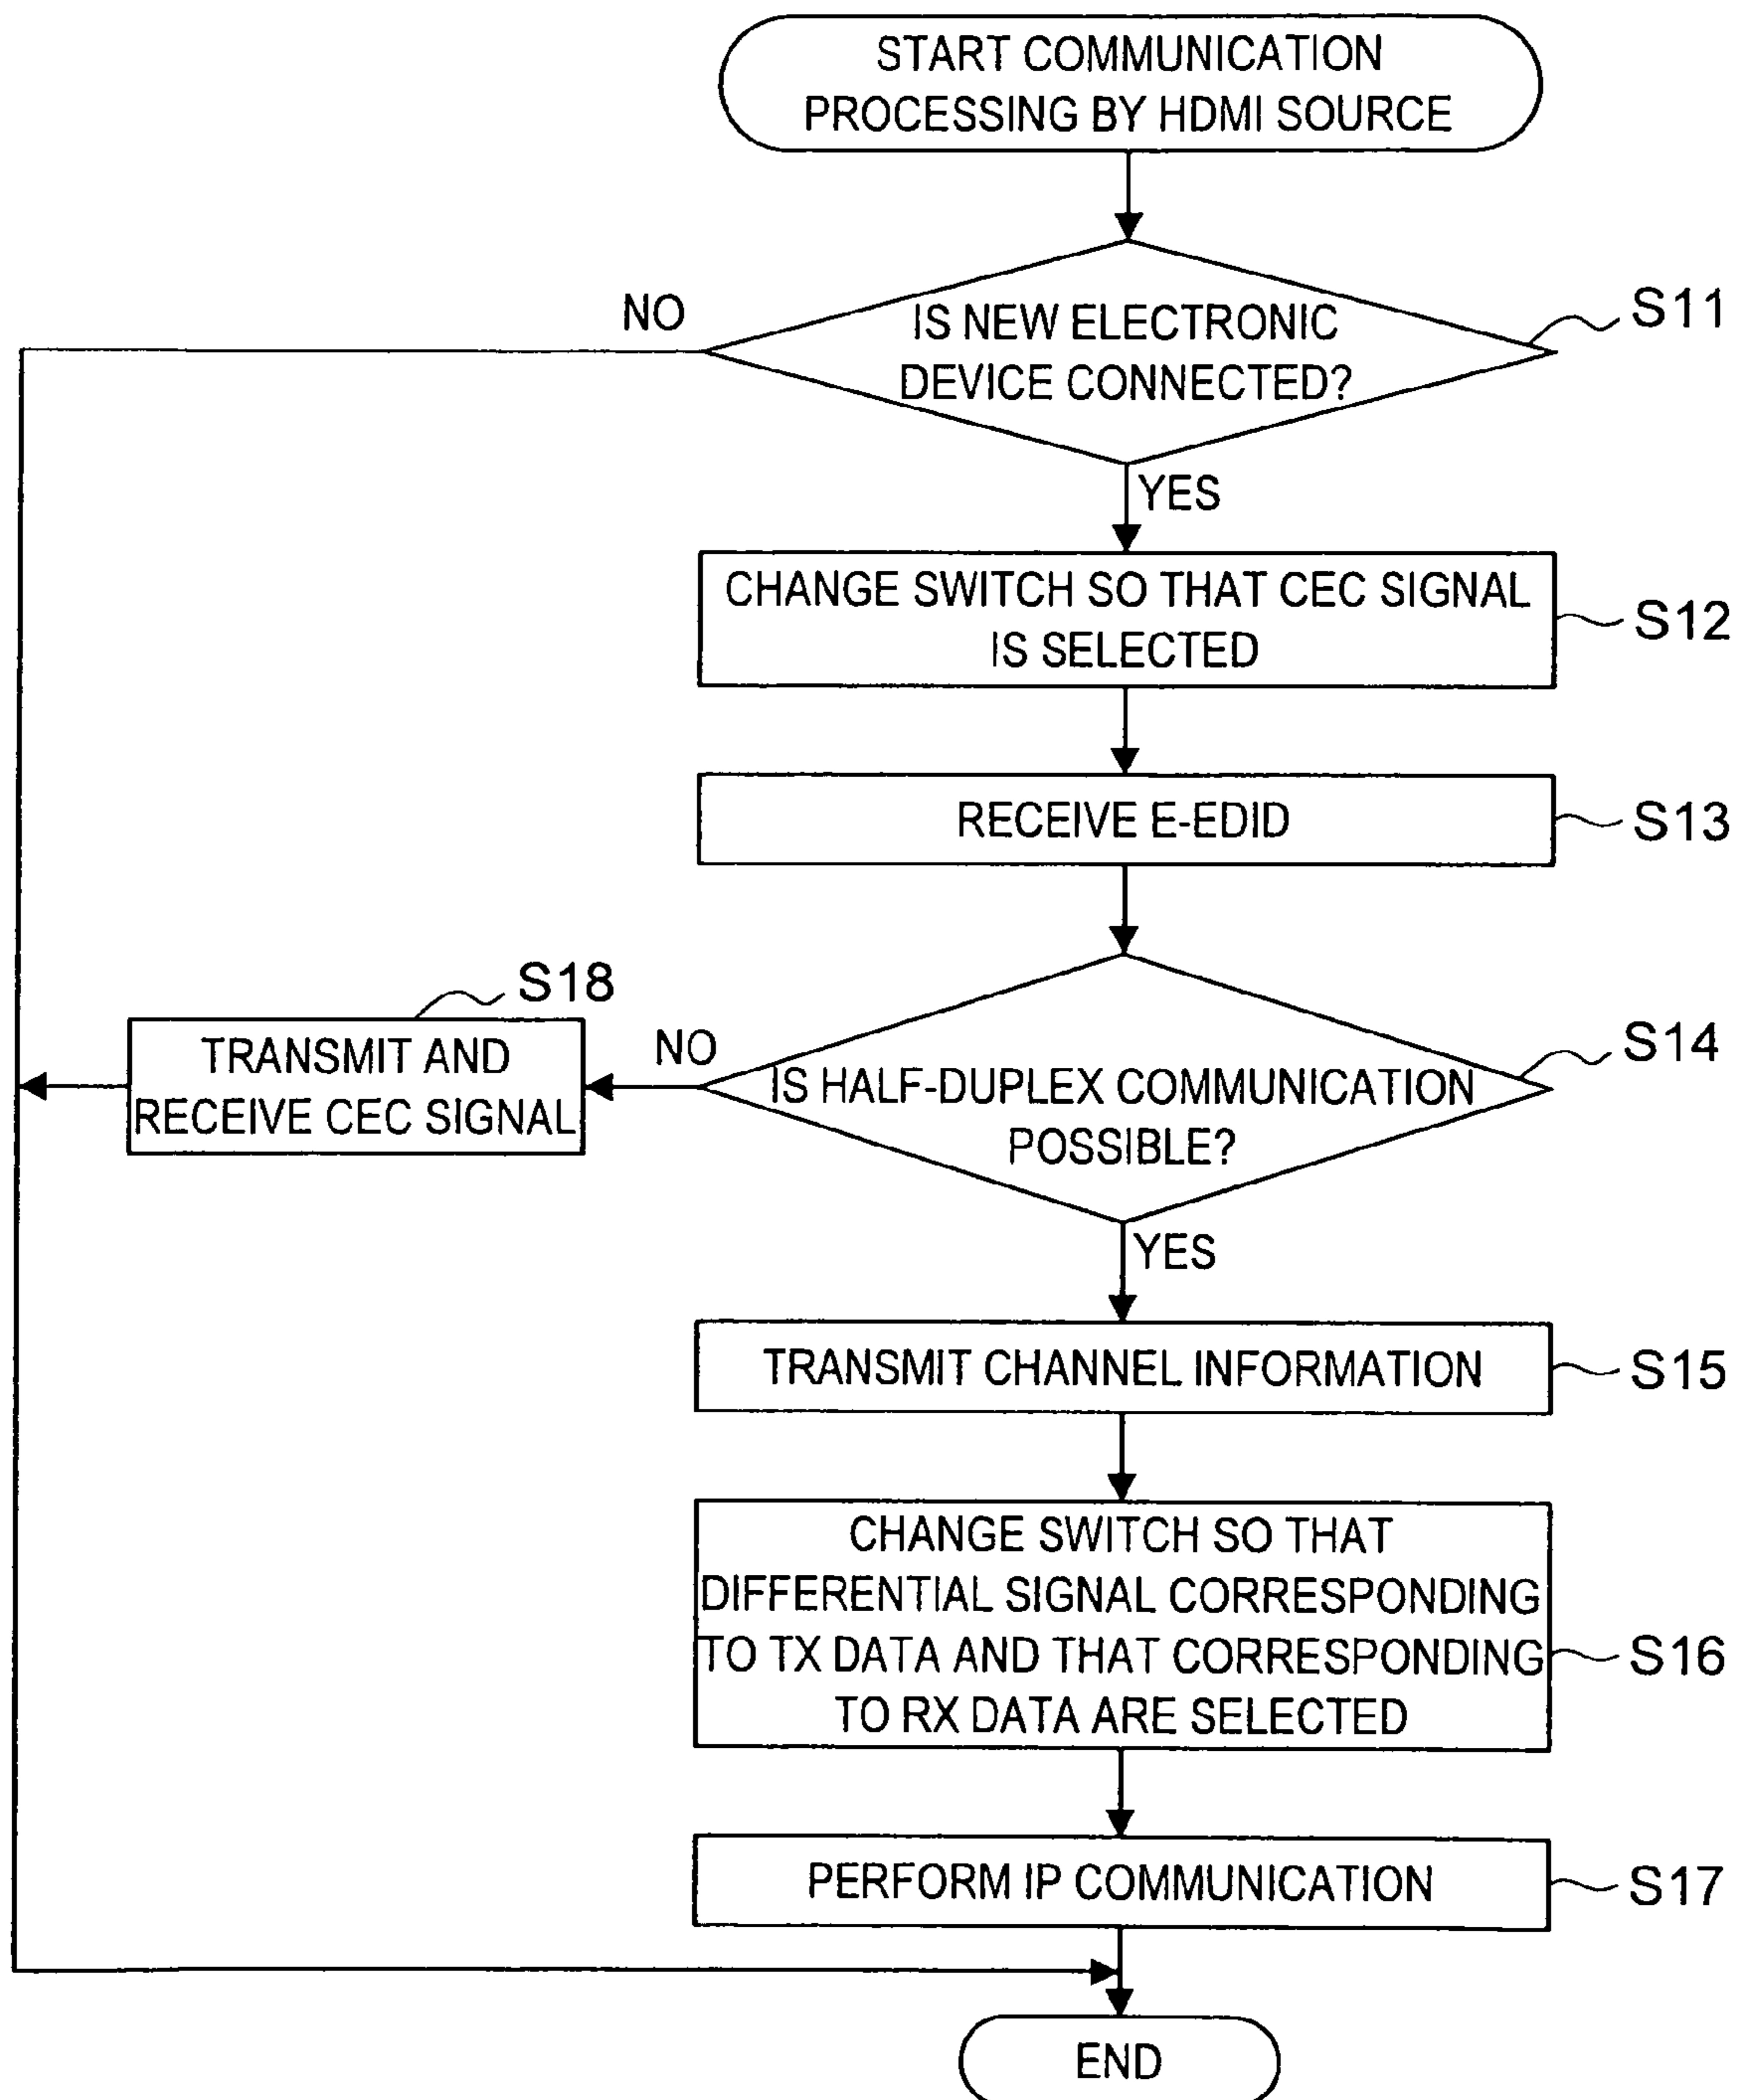 START COMMUNICATION
PROCESSING BY HDMI SOURCE
NO
IS NEW ELECTRONIC
DEVICE CONNECTED?
S11
YES
CHANGE SWITCH SO THAT CEC SIGNAL
IS SELECTED
S12
RECEIVE E-EDID
S13
S18
TRANSMIT AND
RECEIVE CEC SIGNAL
NO
IS HALF-DUPLEX COMMUNICATION
POSSIBLE?
S14
YES
TRANSMIT CHANNEL INFORMATION
S15
CHANGE SWITCH SO THAT
DIFFERENTIAL SIGNAL CORRESPONDING
TO TX DATA AND THAT CORRESPONDING
TO RX DATA ARE SELECTED
S16
PERFORM IP COMMUNICATION
S17
END